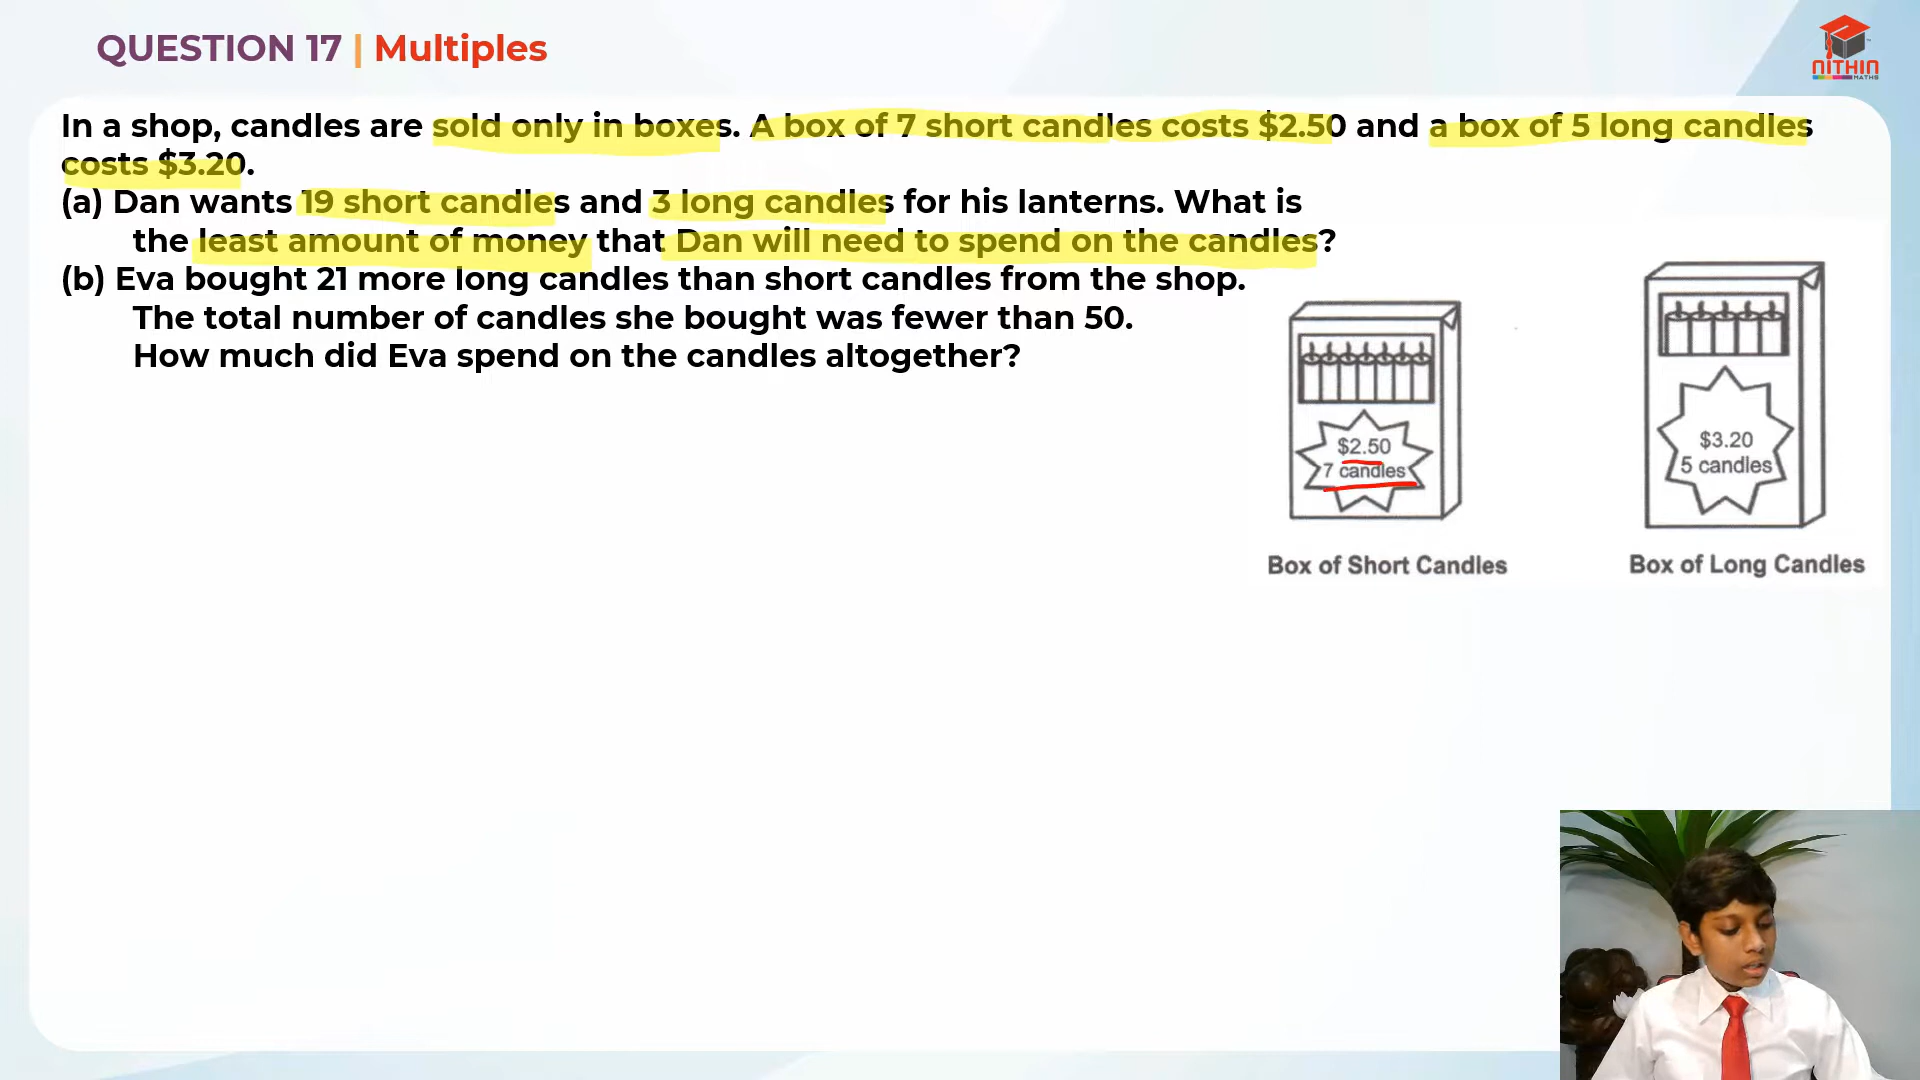 QUESTION 17 | Multiples
NITHIN
MATHS
In a shop, candles are sold only in boxes. A box of 7 short candles costs $2.50 and a box of 5 long candles
costs $3.20.
(a) Dan wants 19 short candles and 3 long candles for his lanterns. What is
the least amount of money that Dan will need to spend on the candles?
(b) Eva bought 21 more long candles than short candles from the shop.
The total number of candles she bought was fewer than 50.
How much did Eva spend on the candles altogether?
$2.50
7 candles
Box of Short Candles
$3.20
5 candles
Box of Long Candles